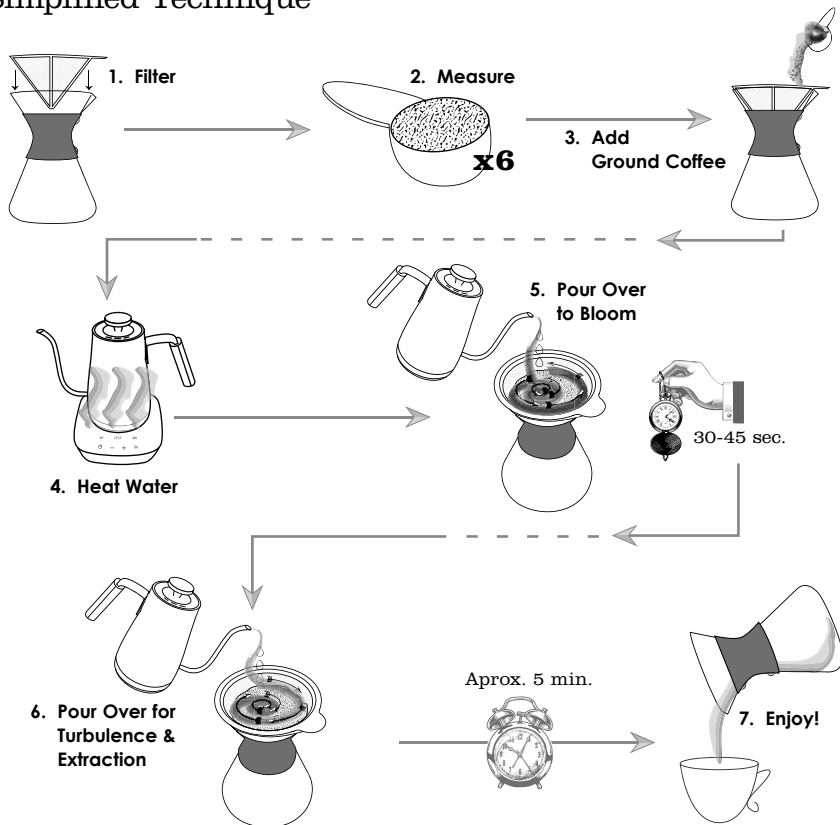 Simplified Technique
1. Filter
2. Measure
x6
3. Add
Ground Coffee
4. Heat Water
5. Pour Over
to Bloom
30-45 sec.
6. Pour Over for
Turbulence &
Extraction
Aprox. 5 min.
7. Enjoy!